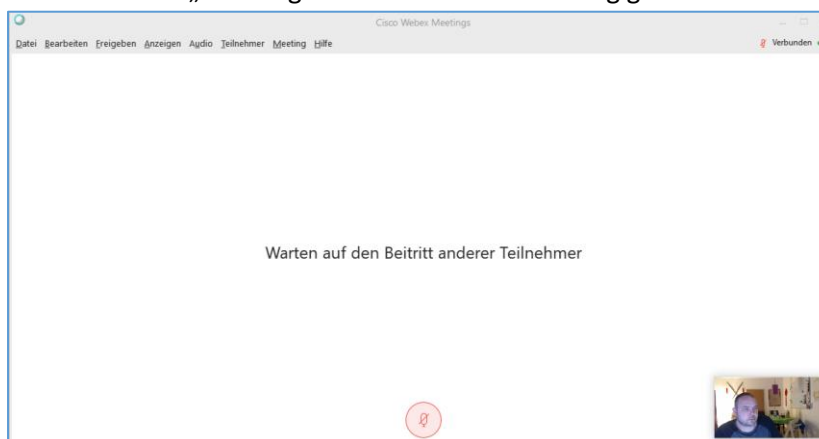 Cisco Webex Meetings
Datei Bearbeiten Freigeben Anzeigen Audio Teilnehmer Meeting Hilfe Verbunden
Warten auf den Beitritt anderer Teilnehmer